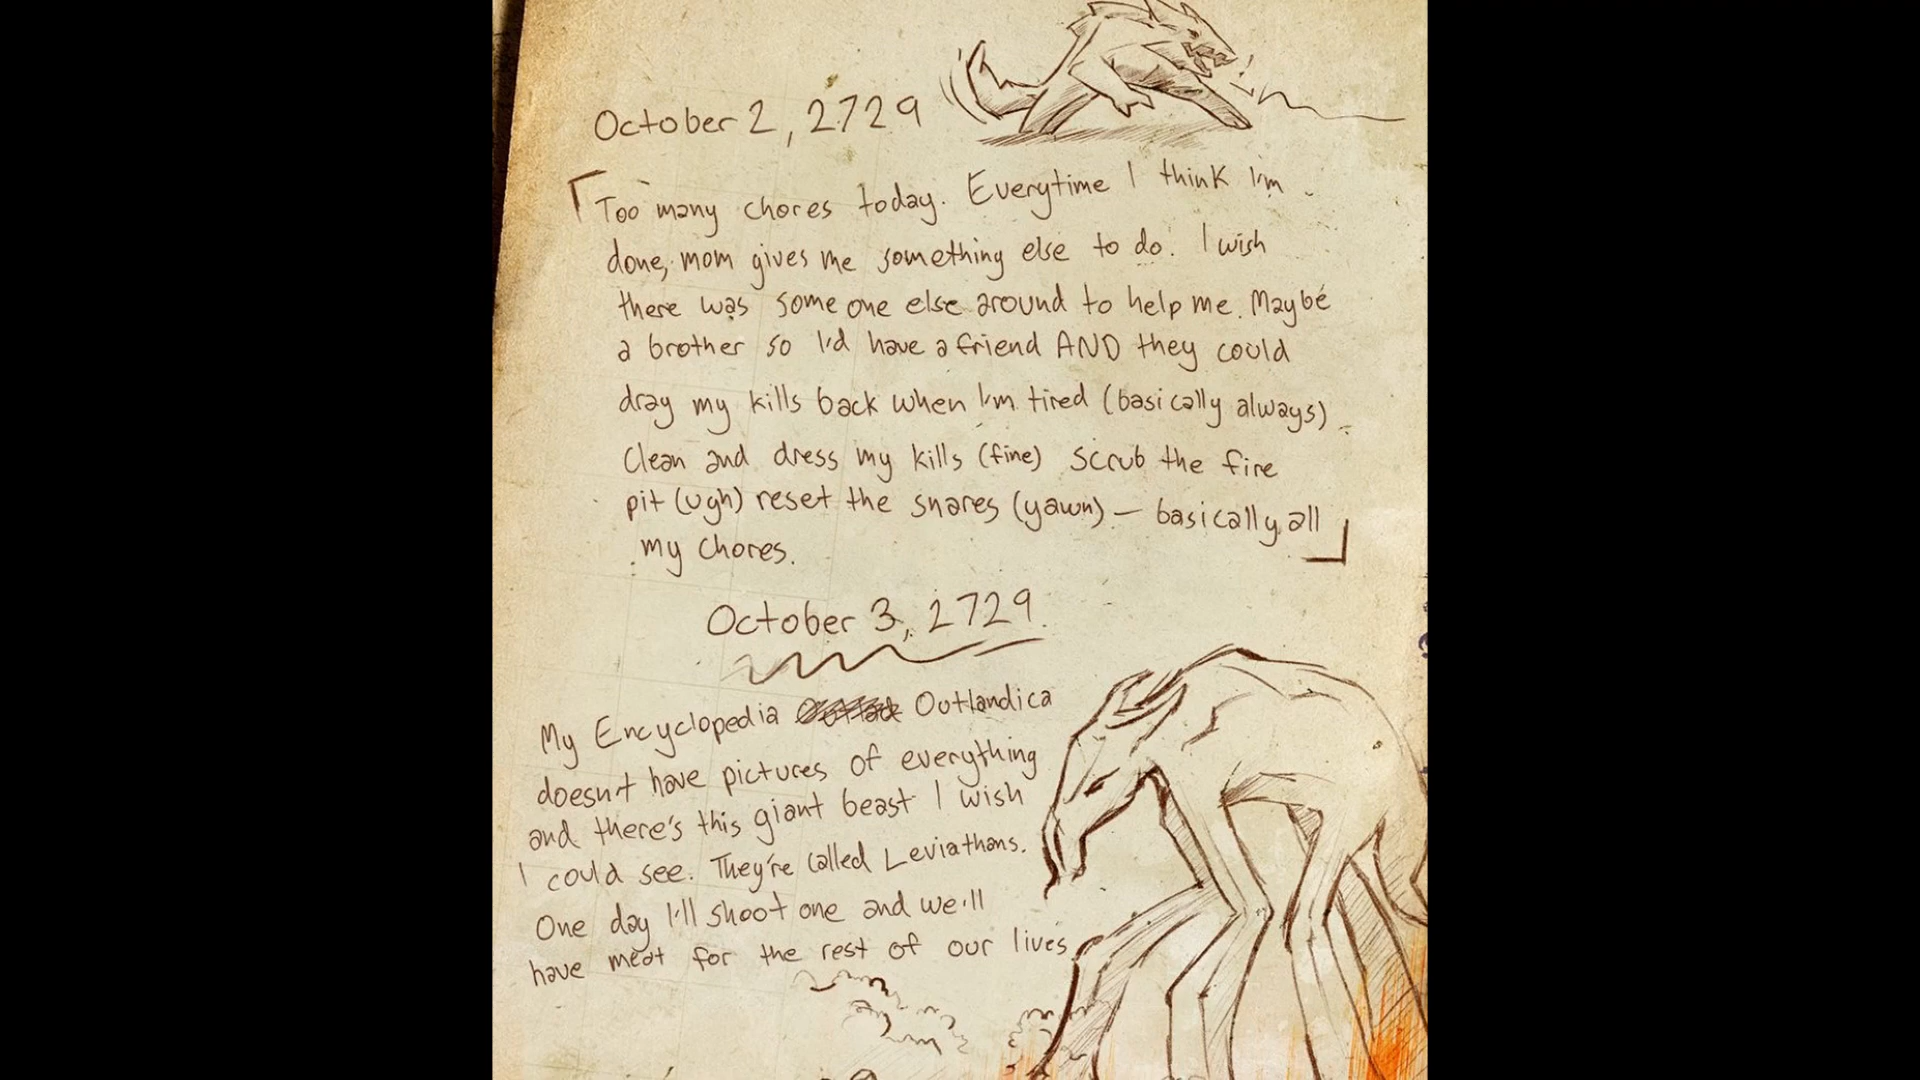 October 2, 2729
Too many chores today. Everytime I think I'm
done, mom gives me something else to do. I wish
there was someone else around to help me. Maybe
a brother so I'd have a friend AND they could
drag my kills back when I'm tired (basically always)
Clean and dress my kills (fine) scrub the fire
pit (ugh) reset the snares (yawn) — basically all
my chores.
October 3, 2729.
My Encyclopedia Outlandica
doesn't have pictures of everything
and there's this giant beast I wish
I could see. They're called Leviathans.
One day I'll shoot one and we'll
have meat for the rest of our lives